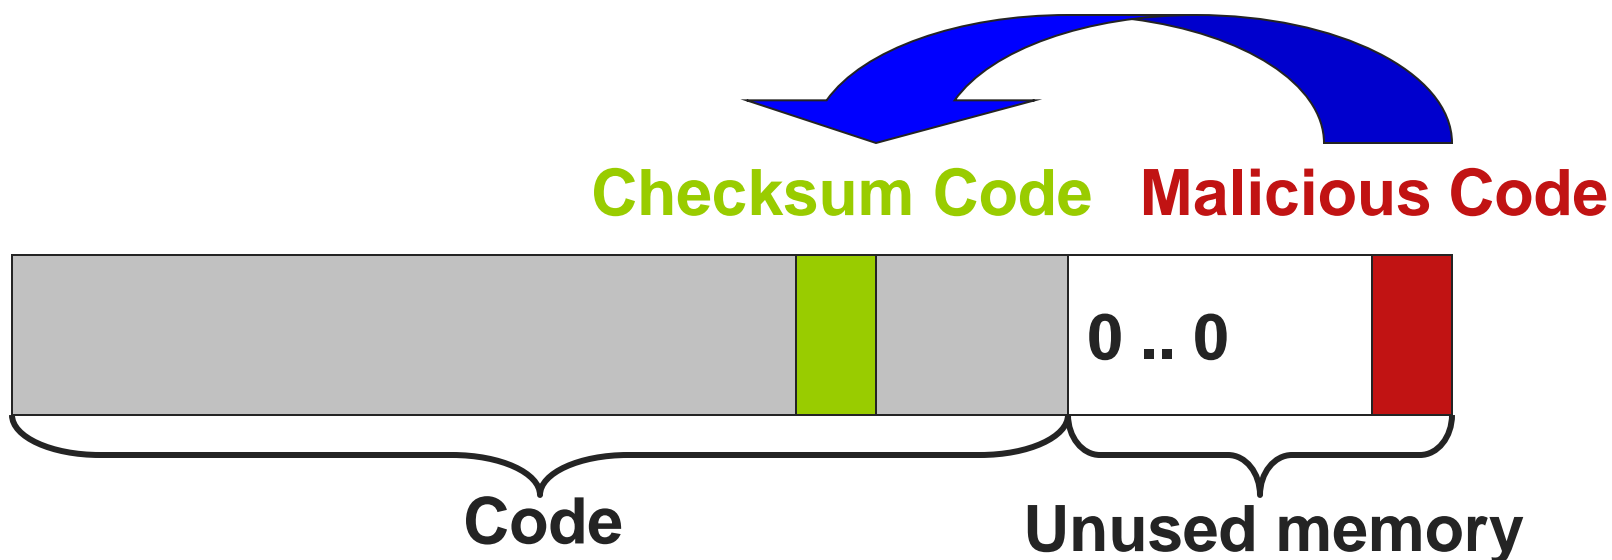 Checksum Code
Malicious Code
0 .. 0
Code
Unused memory